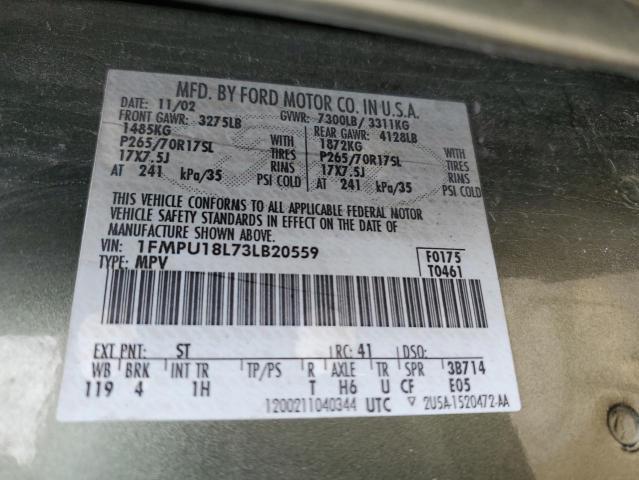 MFD. BY FORD MOTOR CO. IN U.S.A.
DATE: 11/02 GVWR: 7300LB/ 3311KG
FRONT GAWR: 3275LB REAR GAWR: 4128LB
1485KG WITH 1872KG WITH
P265/70R17SL TIRES P265/70R17SL TIRES
17X7.5J RIMS 17X7.5J RIMS
AT 241 kPa/35 PSI COLD AT 241 kPa/35 PSI COLD
THIS VEHICLE CONFORMS TO ALL APPLICABLE FEDERAL MOTOR
VEHICLE SAFETY STANDARDS IN EFFECT ON THE DATE OF
MANUFACTURE SHOWN ABOVE.
VIN: 1FMPU18L73LB20559 F0175
TYPE: MPV T0461
EXT PNT: ST RC: 41 DSO:
WB BRK INT TR TP/PS R AXLE TR SPR 3B714
119 4 1H T H6 U CF E05
1200211040344 UTC ▽ 2U5A-1520472-AA